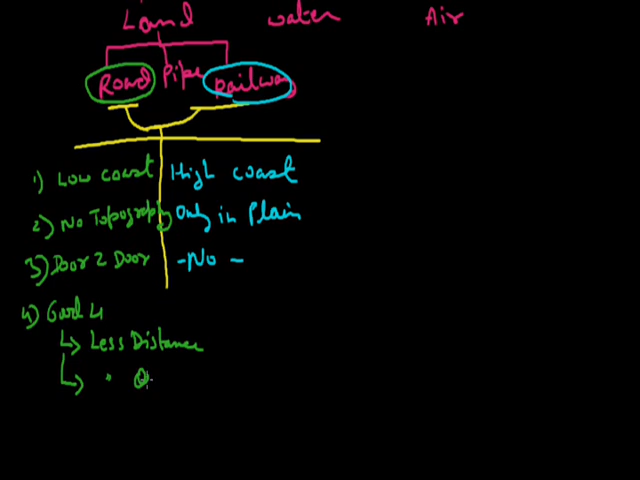 Land water Air
Road Pipe Railway
1) Low coast High coast
2) No Topography Only in Plain
3) Door 2 Door - No -
4) Good 4
↳ Less Distance
↳ "